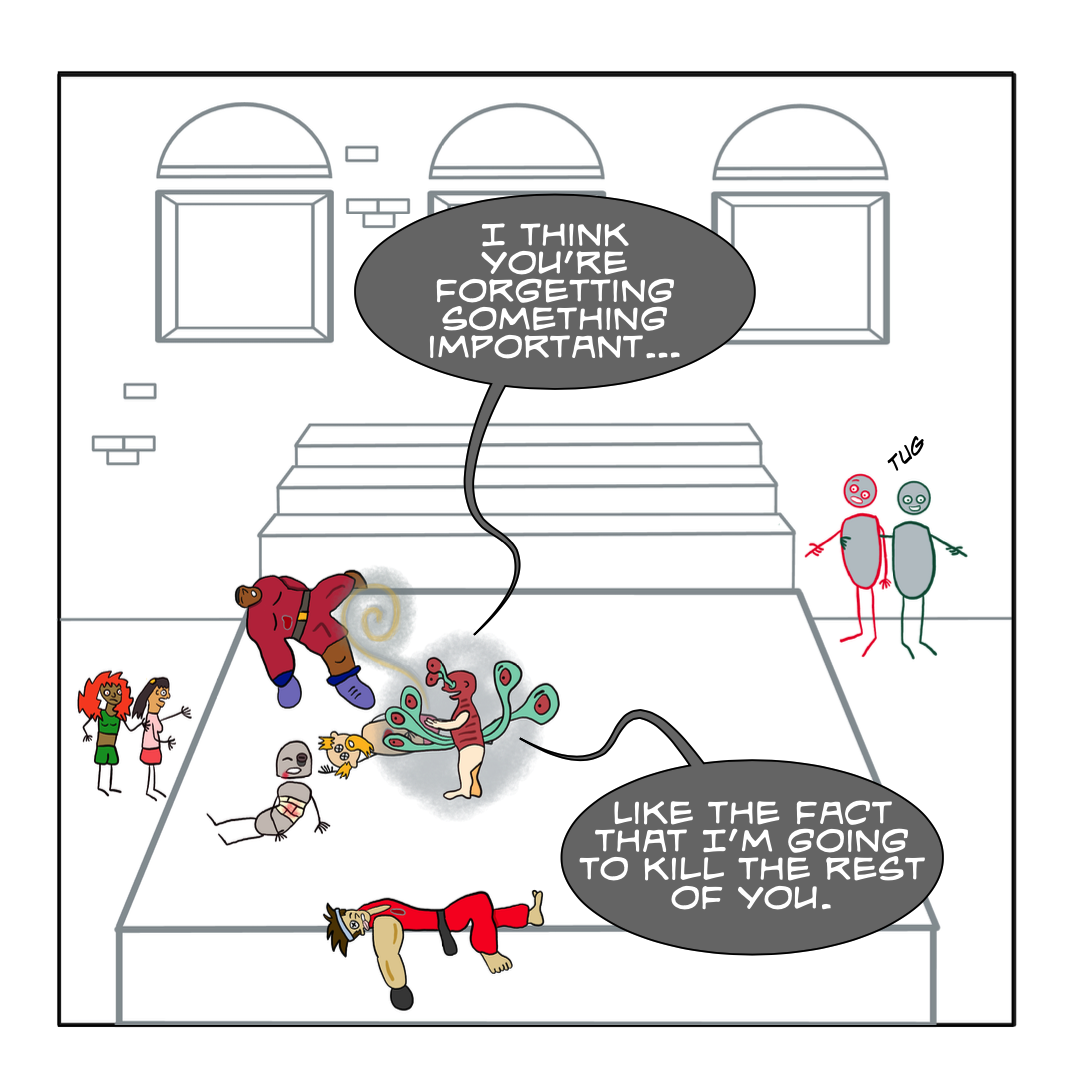 I THINK
YOU'RE
FORGETTING
SOMETHING
IMPORTANT...
TUG
LIKE THE FACT
THAT I'M GOING
TO KILL THE REST
OF YOU.